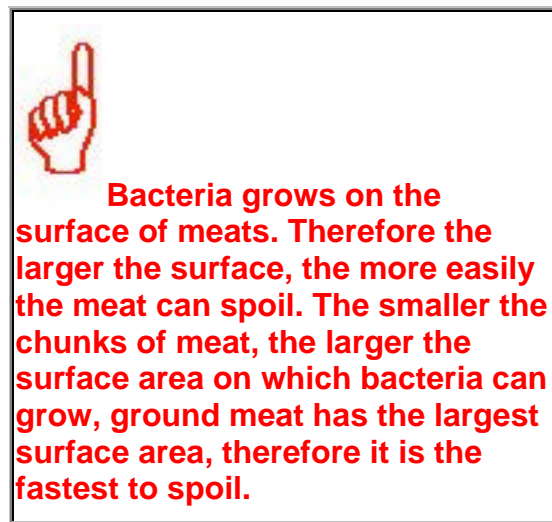 Bacteria grows on the
surface of meats. Therefore the
larger the surface, the more easily
the meat can spoil. The smaller the
chunks of meat, the larger the
surface area on which bacteria can
grow, ground meat has the largest
surface area, therefore it is the
fastest to spoil.